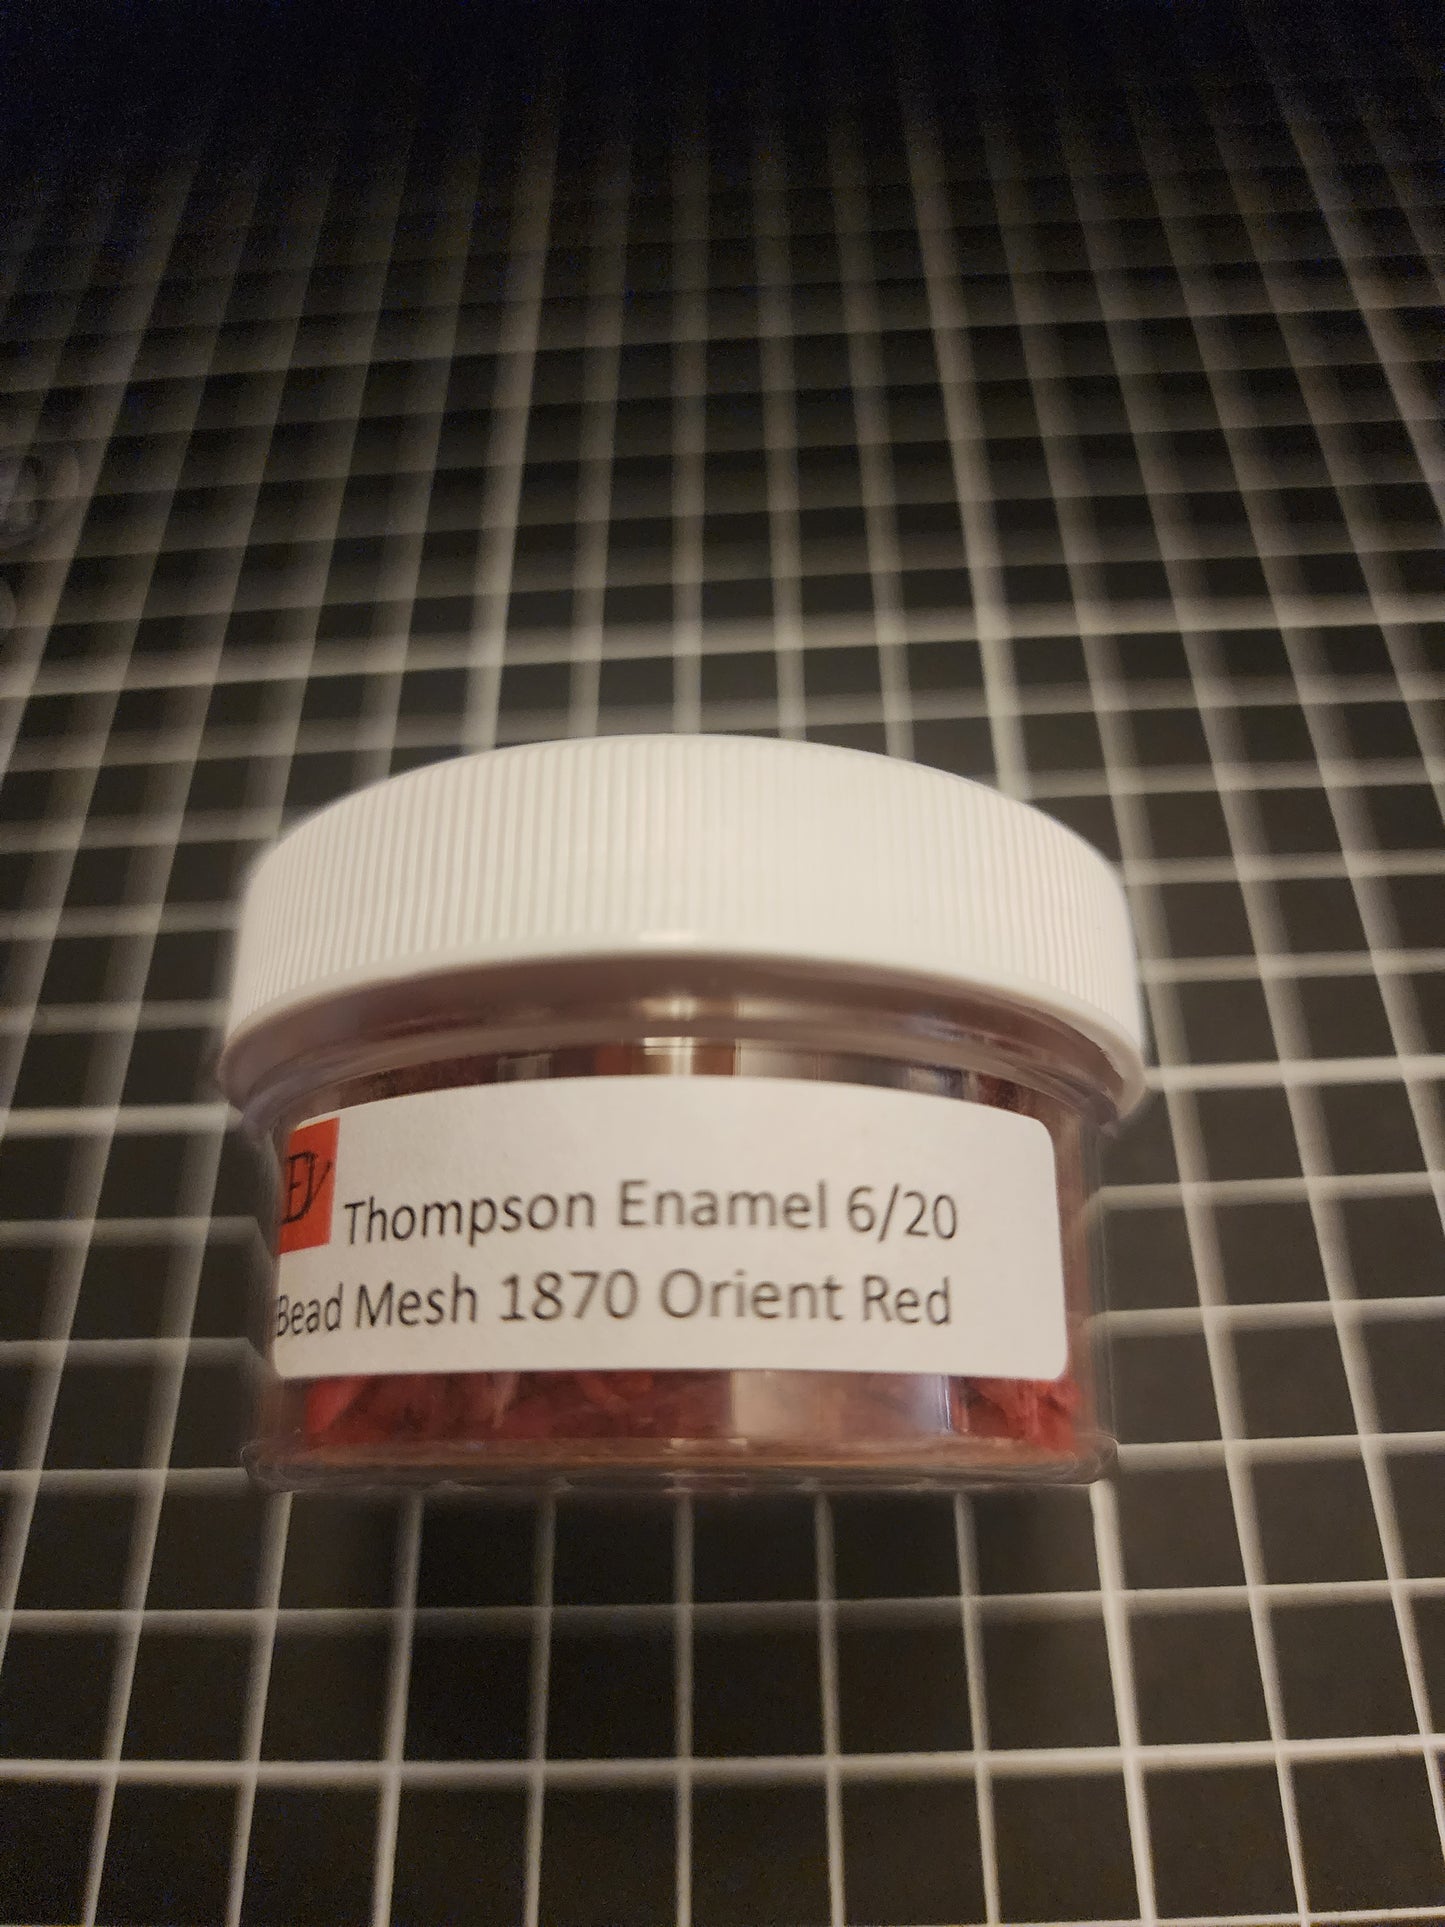 Thompson Enamel 6/20
Bead Mesh 1870 Orient Red